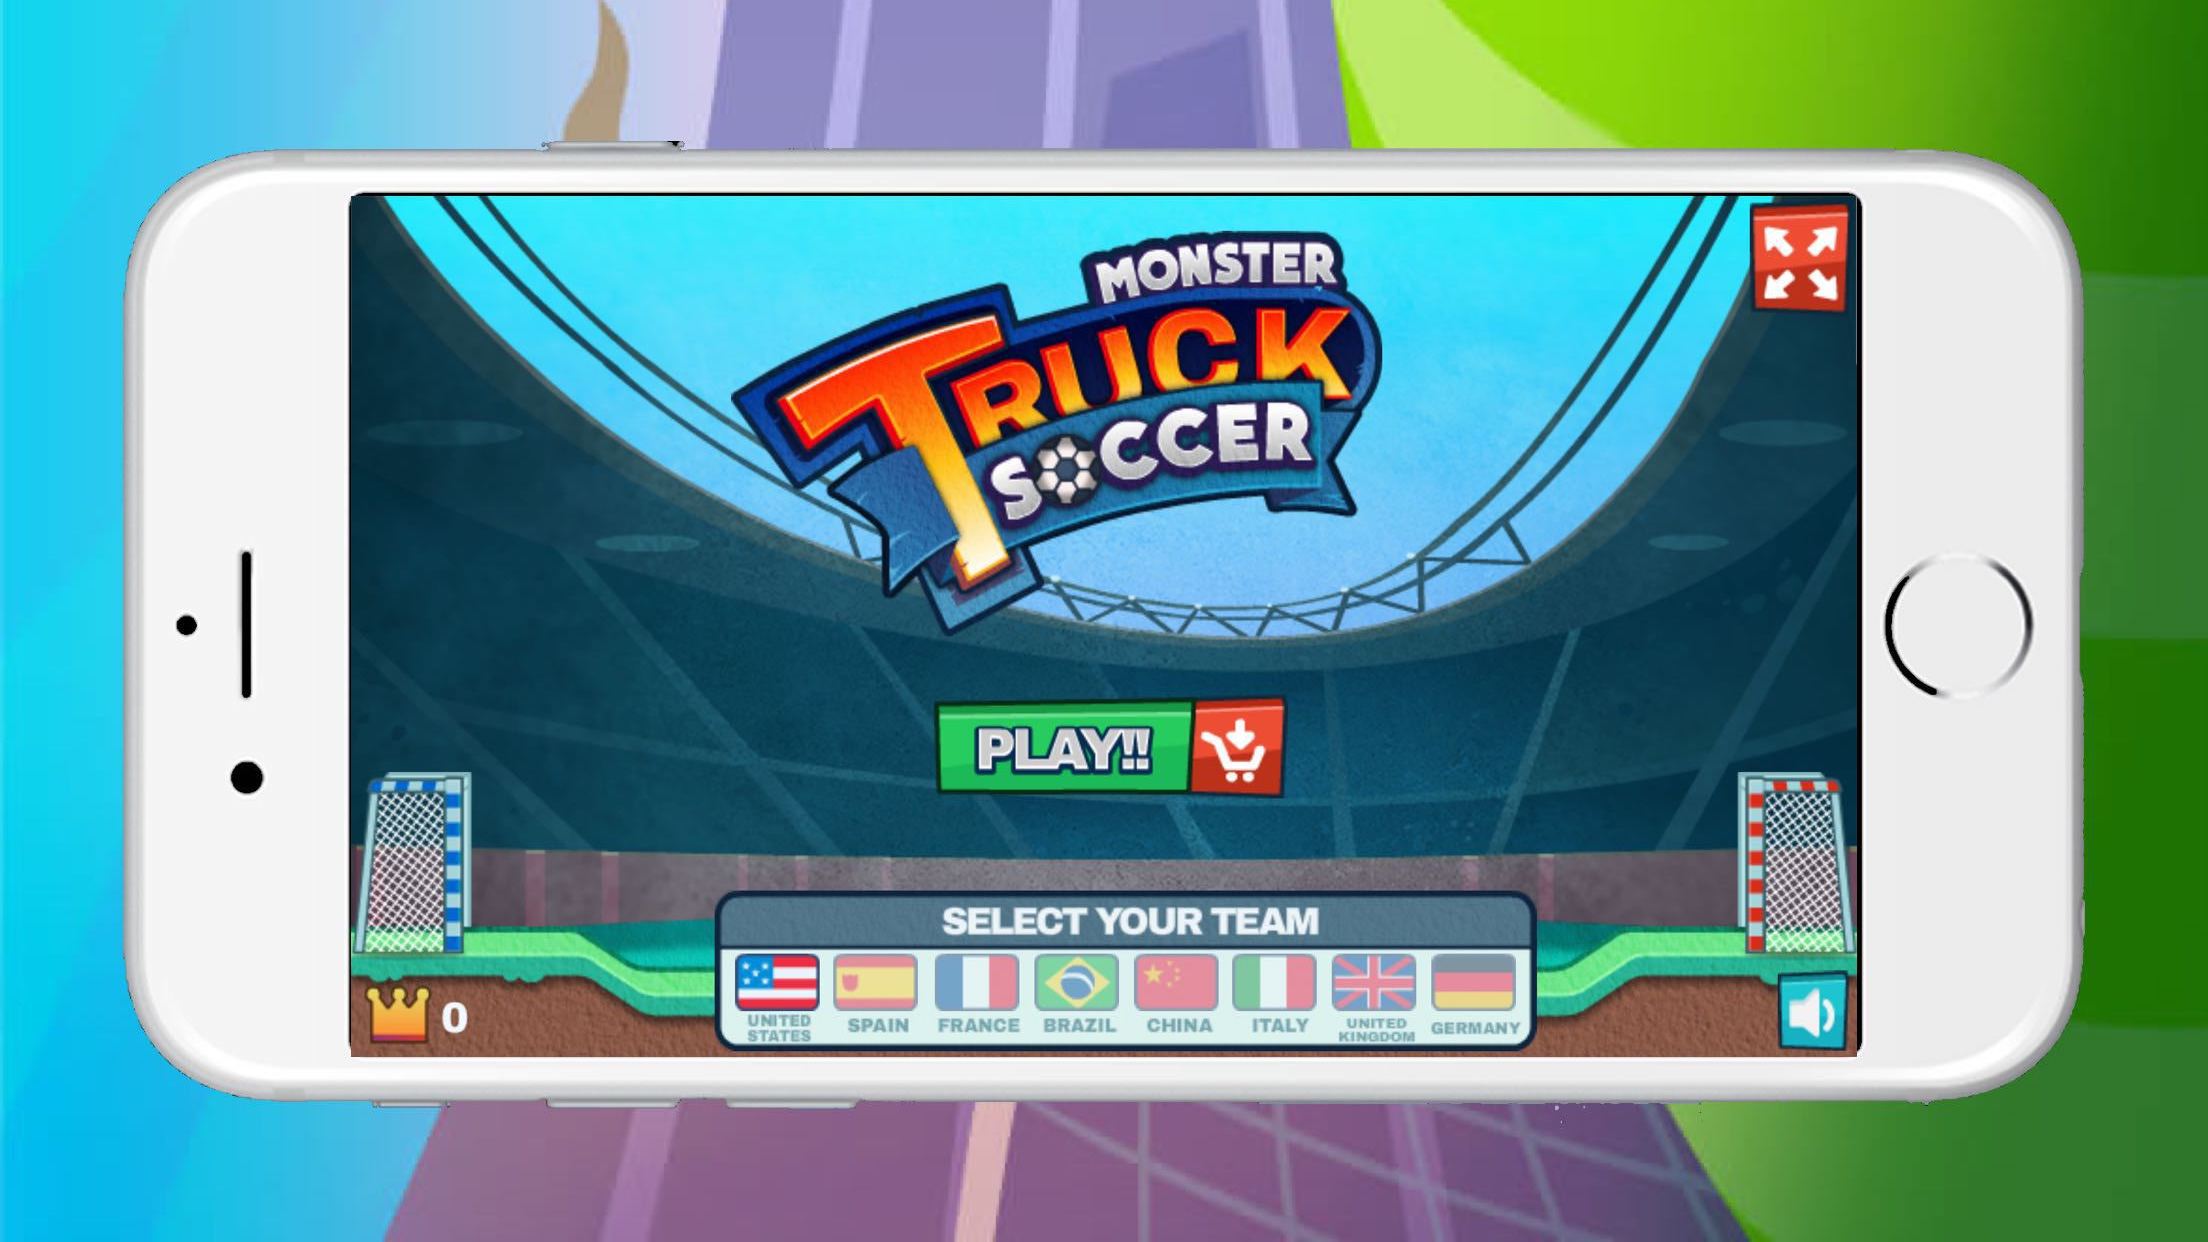 MONSTER
TRUCK
SOCCER
PLAY!!
SELECT YOUR TEAM
UNITED STATES
SPAIN
FRANCE
BRAZIL
CHINA
ITALY
UNITED KINGDOM
GERMANY
0